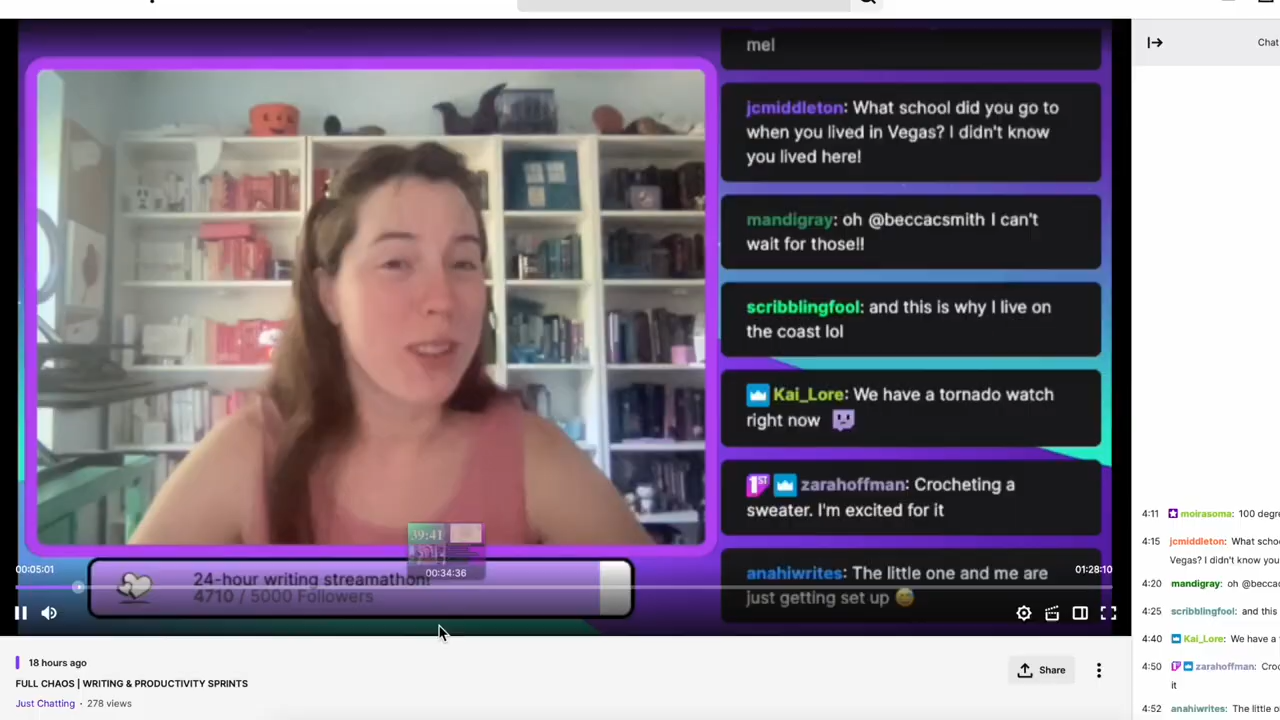 me!
jcmiddleton: What school did you go to
when you lived in Vegas? I didn't know
you lived here!
mandigray: oh @beccacsmith I can't
wait for those!!
scribblingfool: and this is why I live on
the coast lol
Kai_Lore: We have a tornado watch
right now
1ST zarahoffman: Crocheting a
sweater. I'm excited for it
anahiwrites: The little one and me are
just getting set up 😅
39:41
00:34:36
00:05:01
01:28:10
24-hour writing streamathon!
4710 / 5000 Followers
18 hours ago
FULL CHAOS | WRITING & PRODUCTIVITY SPRINTS
Just Chatting • 278 views
Share
Chat
4:11 moirasoma: 100 degre
4:15 jcmiddleton: What schoo
Vegas? I didn't know you
4:20 mandigray: oh @becca
4:25 scribblingfool: and this
4:40 Kai_Lore: We have a
4:50 zarahoffman: Croc
it
4:52 anahiwrites: The little o